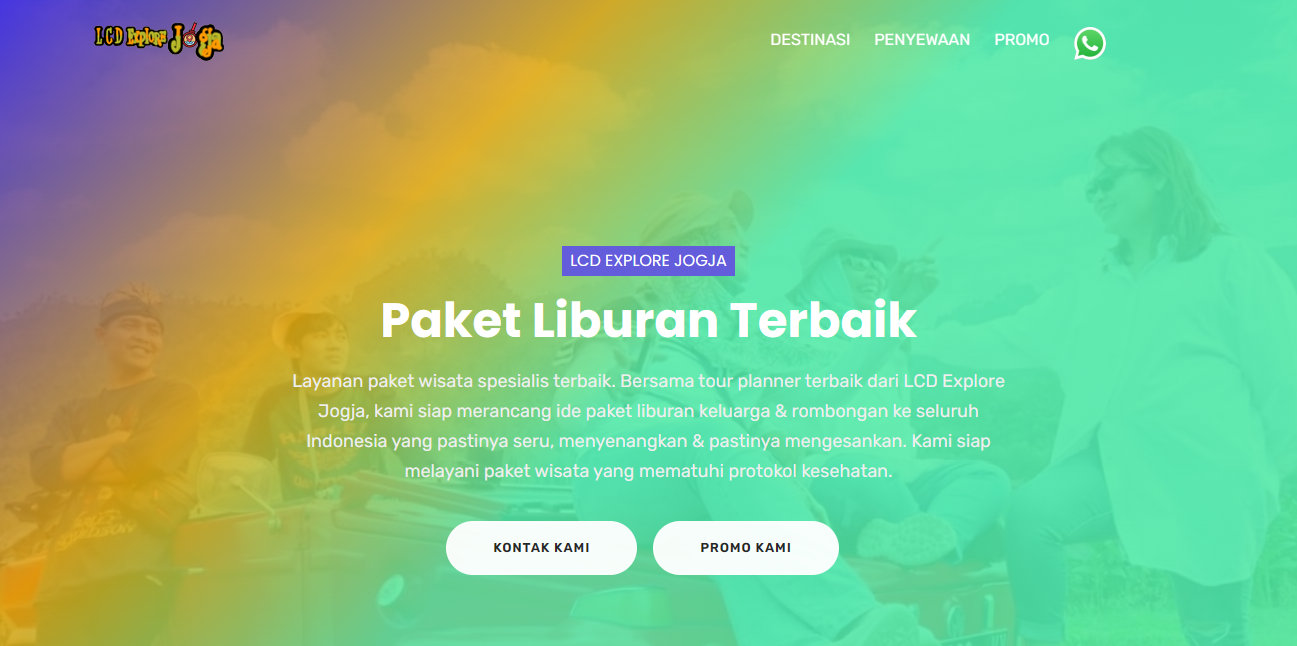 LCD Explore Jogja
DESTINASI PENYEWAAN PROMO
LCD EXPLORE JOGJA
Paket Liburan Terbaik
Layanan paket wisata spesialis terbaik. Bersama tour planner terbaik dari LCD Explore
Jogja, kami siap merancang ide paket liburan keluarga & rombongan ke seluruh
Indonesia yang pastinya seru, menyenangkan & pastinya mengesankan. Kami siap
melayani paket wisata yang mematuhi protokol kesehatan.
KONTAK KAMI PROMO KAMI